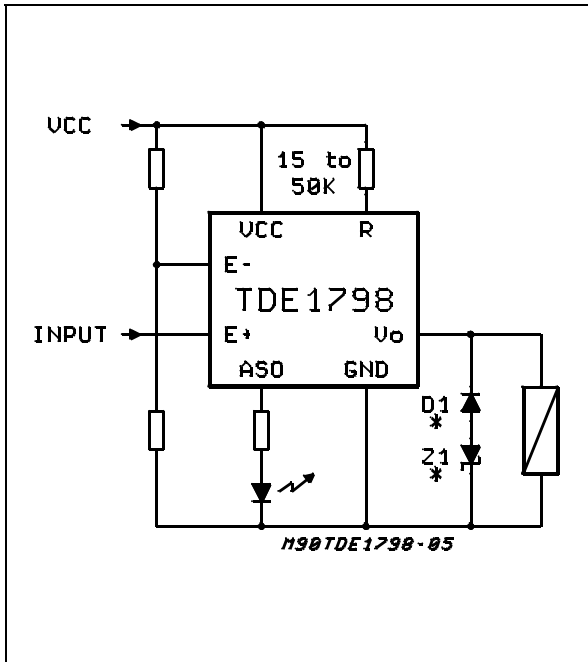 VCC
15 to
50K
VCC R
E-
TDE1798
INPUT E+ Vo
ASO GND
D1
*
Z1
*
M90TDE1798-05